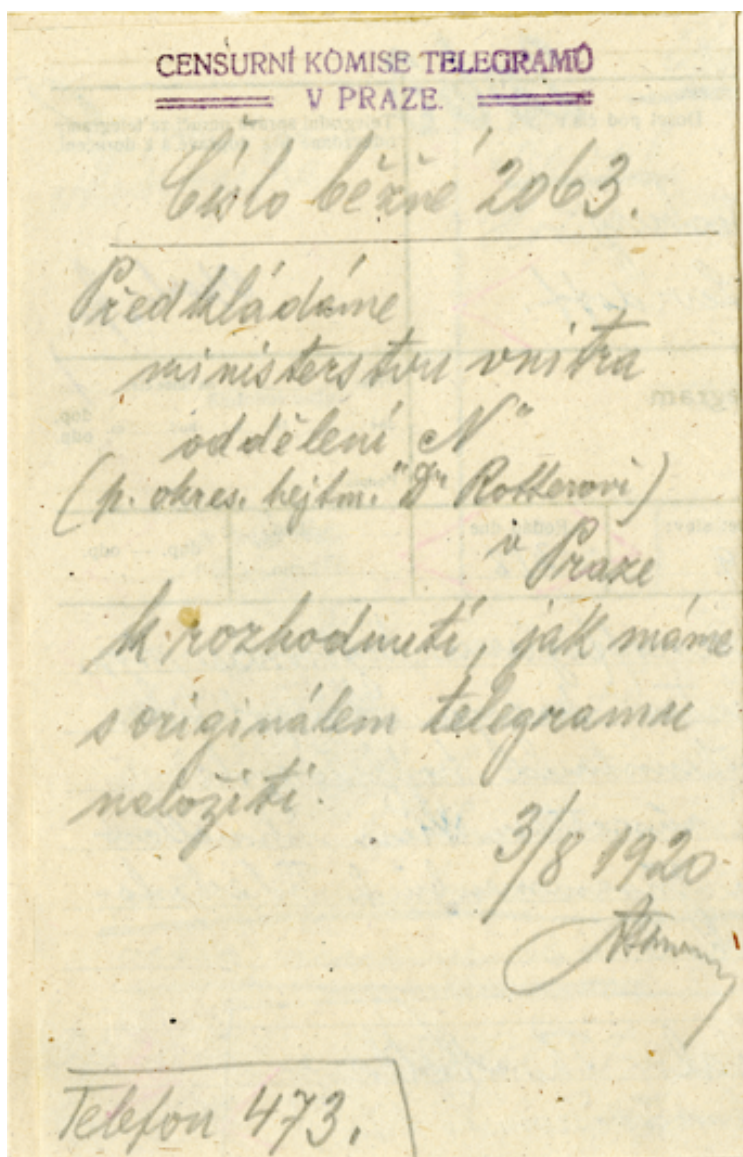 CENSURNÍ KOMISE TELEGRAMŮ
V PRAZE.
Číslo běžné 2063.
Předkládáme
ministerstvu vnitra
oddělení „N"
(p. okres. hejtm. "Dr Rotterovi)
v Praze
k rozhodnutí, jak máme
s originálem telegramu
naložiti.
3/8 1920
Telefon 473.